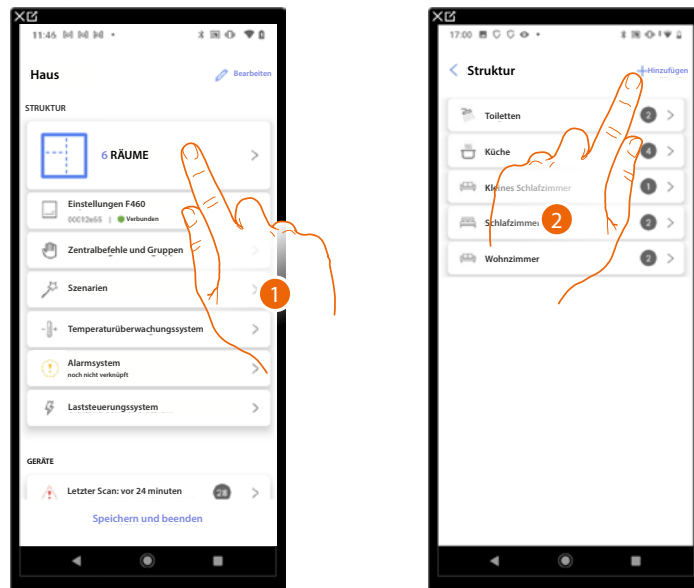 11:46
Haus
Bearbeiten
STRUKTUR
6 RÄUME
Einstellungen F460
00012e65 | Verbunden
Zentralbefehle und Gruppen
Szenarien
Temperaturüberwachungssystem
Alarmsystem
noch nicht verknüpft
Laststeuerungssystem
GERÄTE
Letzter Scan: vor 24 minuten 28
Speichern und beenden
1
17:00
Struktur
Hinzufügen
Toiletten 2
Küche 4
Kleines Schlafzimmer 1
Schlafzimmer 2
Wohnzimmer 2
2